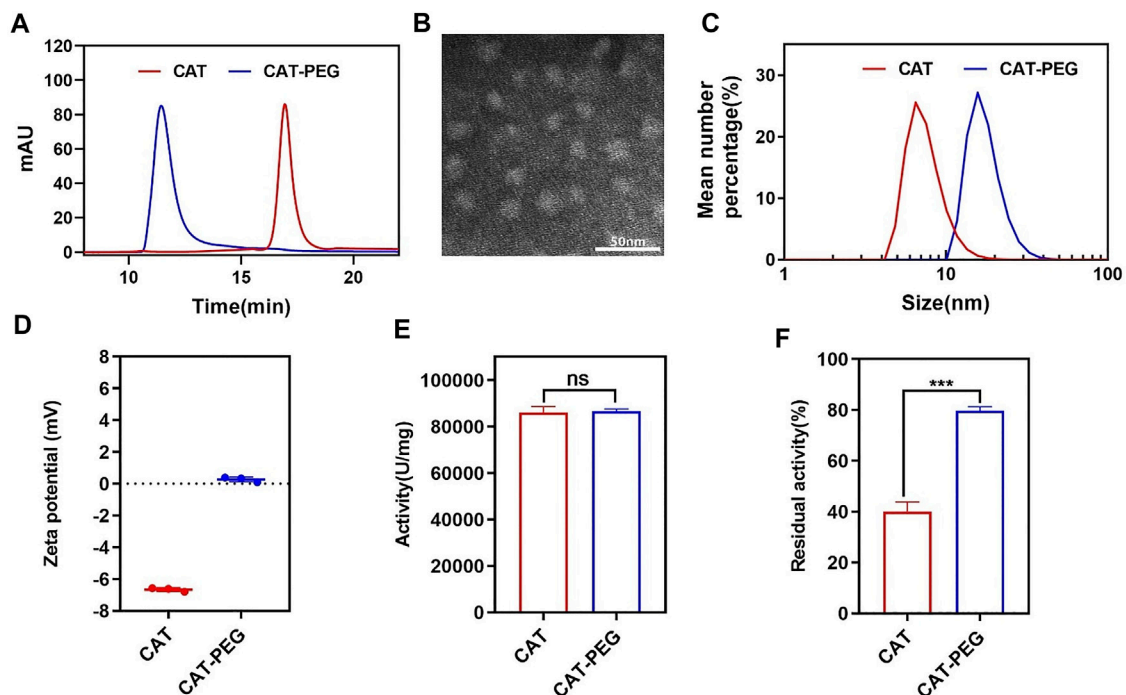 A
120
100
80
60
40
20
0
mAU
CAT
CAT-PEG
10
15
20
Time(min)
B
50nm
C
30
20
10
0
Mean number
percentage(%)
CAT
CAT-PEG
1
10
100
Size(nm)
D
8
6
4
2
0
-2
-4
-6
-8
Zeta potential (mV)
CAT
CAT-PEG
E
100000
80000
60000
40000
20000
0
Activity(U/mg)
ns
CAT
CAT-PEG
F
100
80
60
40
20
0
Residual activity(%)
***
CAT
CAT-PEG